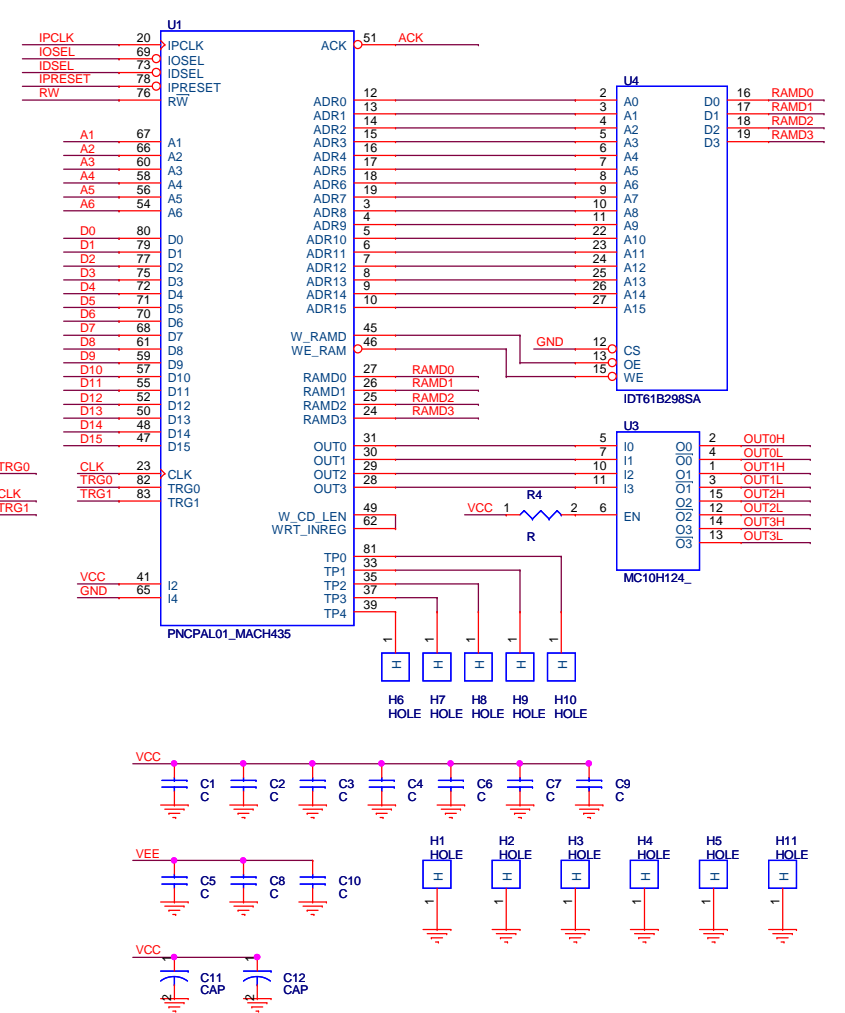 U1
IPCLK 20 IPCLK ACK 51 ACK
IOSEL 69 IOSEL
IDSEL 73 IDSEL
IPRESET 78 IPRESET
RW 76 RW
U4
ADR0 12 2 A0 D0 16 RAMD0
ADR1 13 3 A1 D1 17 RAMD1
ADR2 14 4 A2 D2 18 RAMD2
A1 67 A1 ADR3 15 5 A3 D3 19 RAMD3
A2 66 A2 ADR4 16 6 A4
A3 60 A3 ADR5 17 7 A5
A4 58 A4 ADR6 18 8 A6
A5 56 A5 ADR7 19 9 A7
A6 54 A6 ADR8 3 10 A8
ADR9 4 11 A9
D0 80 D0 ADR10 5 22 A10
D1 79 D1 ADR11 6 23 A11
D2 77 D2 ADR12 7 24 A12
D3 75 D3 ADR13 8 25 A13
D4 72 D4 ADR14 9 26 A14
D5 71 D5 ADR15 10 27 A15
D6 70 D6
D7 68 D7 W_RAMD 45
D8 61 D8 WE_RAM 46 GND 12 CS
D9 59 D9 13 OE
D10 57 D10 RAMD0 27 RAMD0 15 WE
D11 55 D11 RAMD1 26 RAMD1
D12 52 D12 RAMD2 25 RAMD2 IDT61B298SA
D13 50 D13 RAMD3 24 RAMD3
D14 48 D14 U3
D15 47 D15 OUT0 31 5 I0 O0 2 OUT0H
OUT1 30 7 I1 O0 4 OUT0L
TRG0 CLK 23 CLK OUT2 29 10 I2 O1 1 OUT1H
TRG0 82 TRG0 OUT3 28 11 I3 O1 3 OUT1L
CLK TRG1 83 TRG1 R4 O2 15 OUT2H
TRG1 W_CD_LEN 49 VCC 1 2 6 EN O2 12 OUT2L
WRT_INREG 62 R O3 14 OUT3H
O3 13 OUT3L
TP0 81
TP1 33
VCC 41 I2 TP2 35 MC10H124_
GND 65 I4 TP3 37
TP4 39
PNCPAL01_MACH435
1 1 1 1 1
H H H H H
H6 H7 H8 H9 H10
HOLE HOLE HOLE HOLE HOLE
VCC
C1 C2 C3 C4 C6 C7 C9
C C C C C C C
H1 H2 H3 H4 H5 H11
HOLE HOLE HOLE HOLE HOLE HOLE
VEE
C5 C8 C10 H H H H H H
C C C
1 1 1 1 1 1
VCC
1 1
C11 C12
CAP CAP
2 2